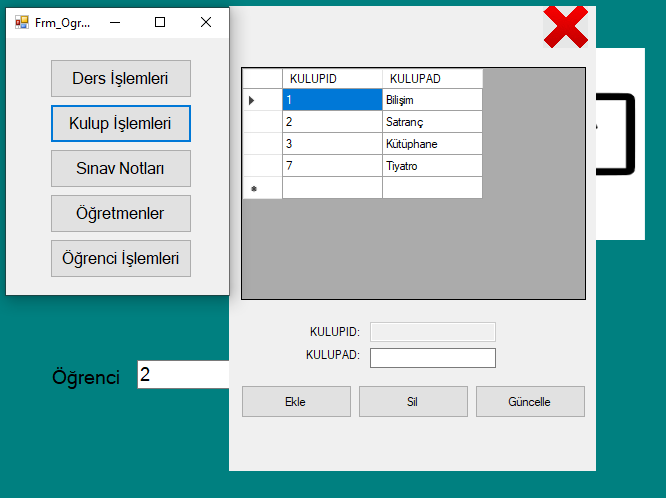 Frm_Ogr...
Ders İşlemleri
Kulup İşlemleri
Sınav Notları
Öğretmenler
Öğrenci İşlemleri
KULUPID KULUPAD
1 Bilişim
2 Satranç
3 Kütüphane
7 Tiyatro
KULUPID:
KULUPAD:
Ekle Sil Güncelle
Öğrenci 2